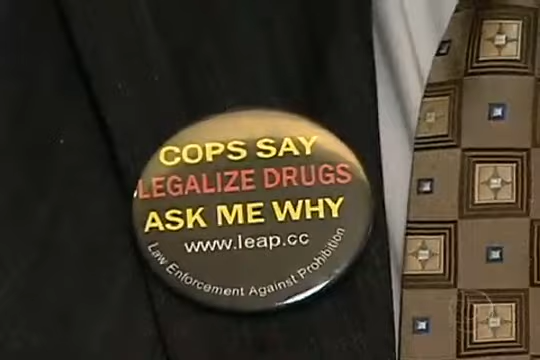 COPS SAY
LEGALIZE DRUGS
ASK ME WHY
www.leap.cc
Law Enforcement Against Prohibition